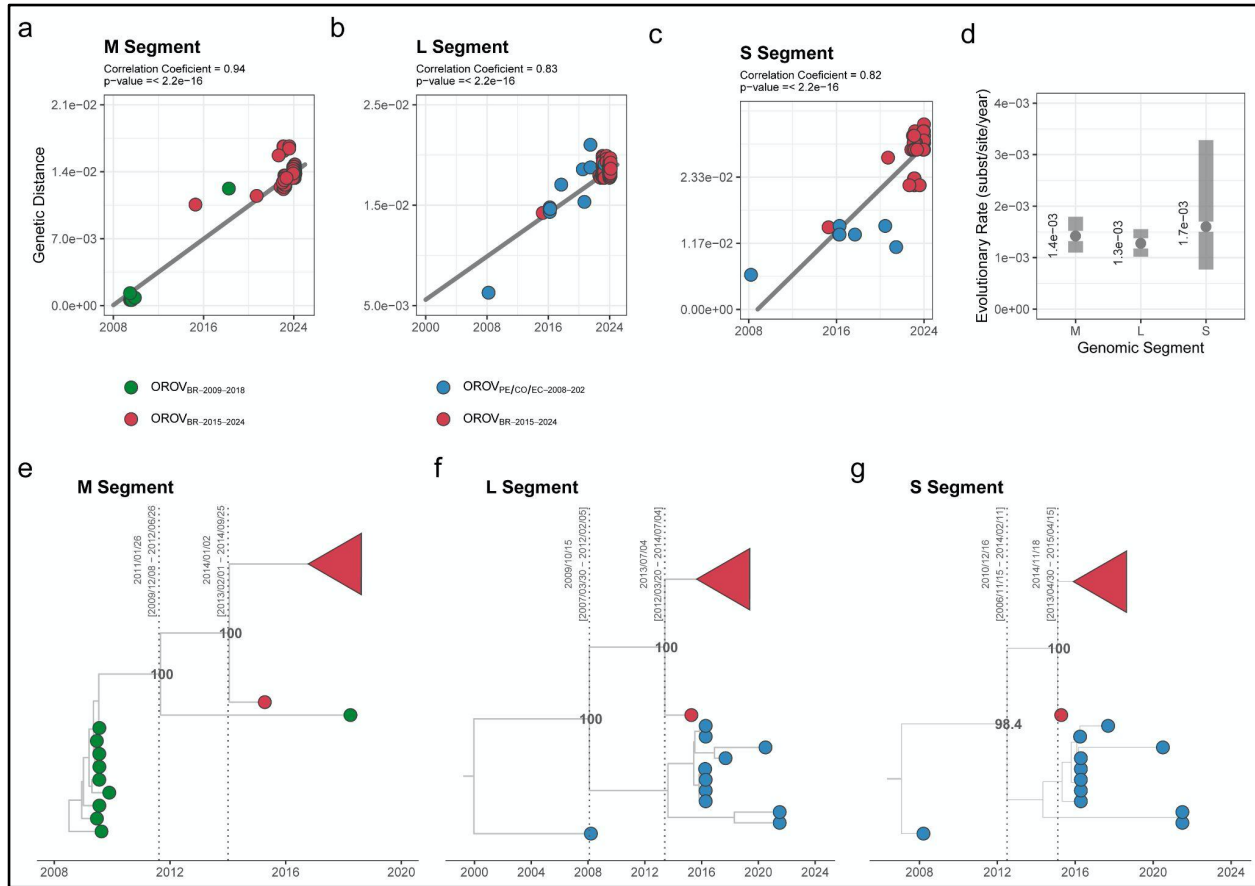 a
M Segment
Correlation Coeficient = 0.94
p-value =< 2.2e-16
Genetic Distance
2.1e-02
1.4e-02
7.0e-03
0.0e+00
2008
2016
2024
b
L Segment
Correlation Coeficient = 0.83
p-value =< 2.2e-16
2.5e-02
1.5e-02
5.0e-03
2000
2008
2016
2024
c
S Segment
Correlation Coeficient = 0.82
p-value =< 2.2e-16
2.33e-02
1.17e-02
0.00e+00
2008
2016
2024
d
Evolutionary Rate (subst/site/year)
4e-03
3e-03
2e-03
1e-03
0e+00
1.4e-03
1.3e-03
1.7e-03
M
L
S
Genomic Segment
OROVBR-2009-2018
OROVBR-2015-2024
OROVPE/CO/EC-2008-202
OROVBR-2015-2024
e
M Segment
2011/01/26
[2009/12/08 - 2012/06/26
2014/01/02
[2013/02/01 - 2014/09/25]
100
100
2008
2012
2016
2020
f
L Segment
2009/10/15
[2007/03/30 - 2012/02/05]
2013/07/04
[2012/03/20 - 2014/07/04]
100
100
2000
2004
2008
2012
2016
2020
2024
g
S Segment
2010/12/16
[2006/11/15 - 2014/02/11]
2014/11/18
[2013/04/30 - 2015/04/15]
100
98.4
2008
2012
2016
2020
2024